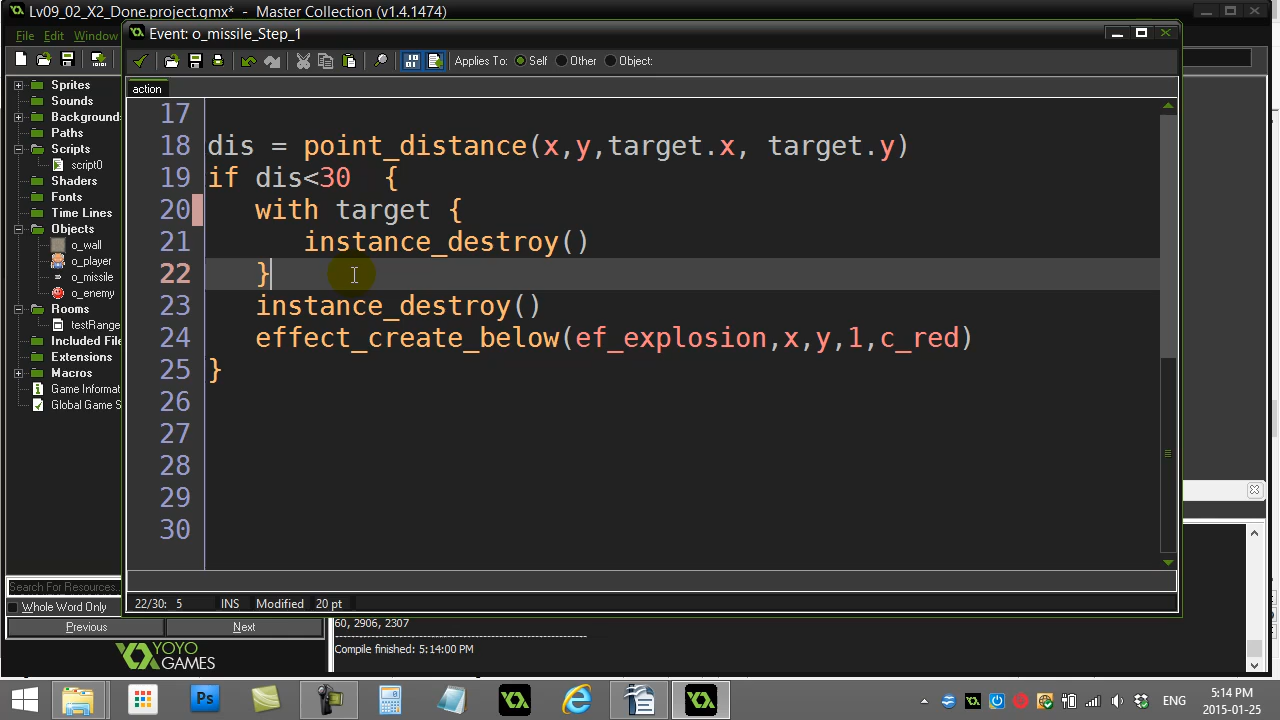 Lv09_02_X2_Done.project.gmx* - Master Collection (v1.4.1474)
File Edit Window
Event: o_missile_Step_1
Applies To: Self Other Object:
action
Sprites
Sounds
Background
Paths
Scripts
script0
Shaders
Fonts
Time Lines
Objects
o_wall
o_player
o_missile
o_enemy
Rooms
testRange
Included File
Extensions
Macros
Game Informat
Global Game S
17
18 dis = point_distance(x,y,target.x, target.y)
19 if dis<30 {
20 with target {
21 instance_destroy()
22 }
23 instance_destroy()
24 effect_create_below(ef_explosion,x,y,1,c_red)
25 }
26
27
28
29
30
Search For Resources..
Whole Word Only
Previous Next
YOYO
GAMES
22/30: 5 INS Modified 20 pt
60, 2906, 2307
------------------------------------------------------------
Compile finished: 5:14:00 PM
Ps
ENG
5:14 PM
2015-01-25